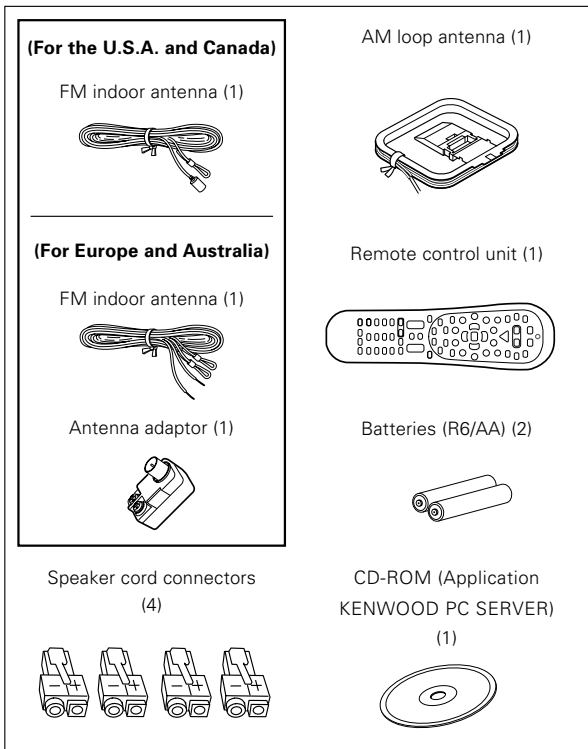 (For the U.S.A. and Canada)
FM indoor antenna (1)
(For Europe and Australia)
FM indoor antenna (1)
Antenna adaptor (1)
Speaker cord connectors
(4)
AM loop antenna (1)
Remote control unit (1)
Batteries (R6/AA) (2)
CD-ROM (Application
KENWOOD PC SERVER)
(1)